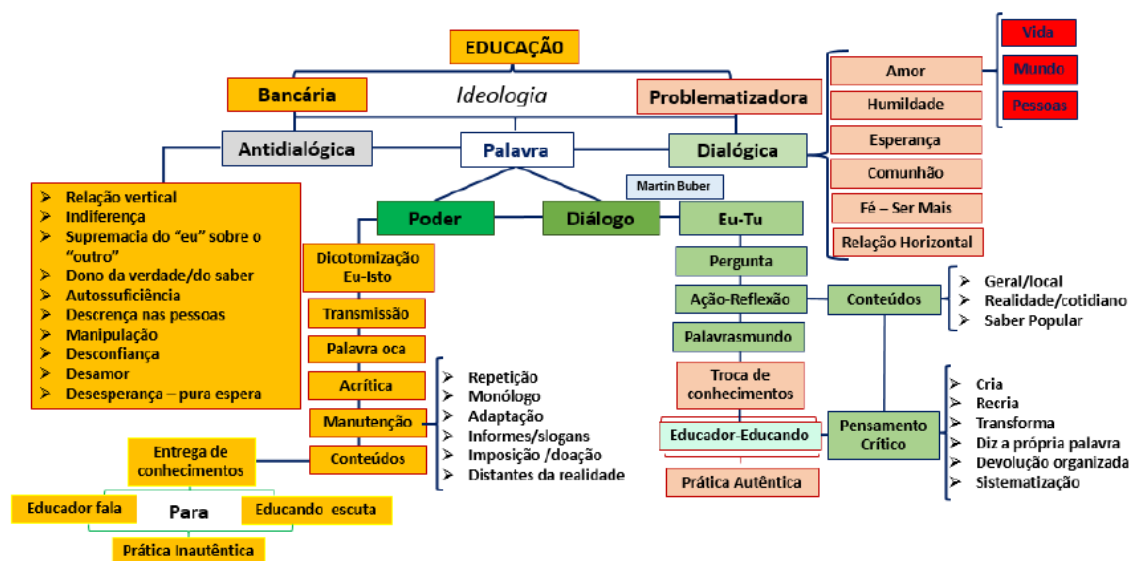 EDUCAÇÃO
Bancária
Ideologia
Problematizadora
Antidialógica
Palavra
Dialógica
Amor
Humildade
Esperança
Comunhão
Fé – Ser Mais
Relação Horizontal
Vida
Mundo
Pessoas
Relação vertical
Indiferença
Supremacia do “eu” sobre o
“outro”
Dono da verdade/do saber
Autossuficiência
Descrença nas pessoas
Manipulação
Desconfiança
Desamor
Desesperança – pura espera
Poder
Diálogo
Martin Buber
Eu-Tu
Dicotomização
Eu-Isto
Transmissão
Palavra oca
Acrítica
Manutenção
Conteúdos
Repetição
Monólogo
Adaptação
Informes/slogans
Imposição /doação
Distantes da realidade
Entrega de
conhecimentos
Educador fala
Para
Educando escuta
Prática Inautêntica
Pergunta
Ação-Reflexão
Palavrasmundo
Troca de
conhecimentos
Educador-Educando
Prática Autêntica
Conteúdos
Geral/local
Realidade/cotidiano
Saber Popular
Pensamento
Crítico
Cria
Recria
Transforma
Diz a própria palavra
Devolução organizada
Sistematização